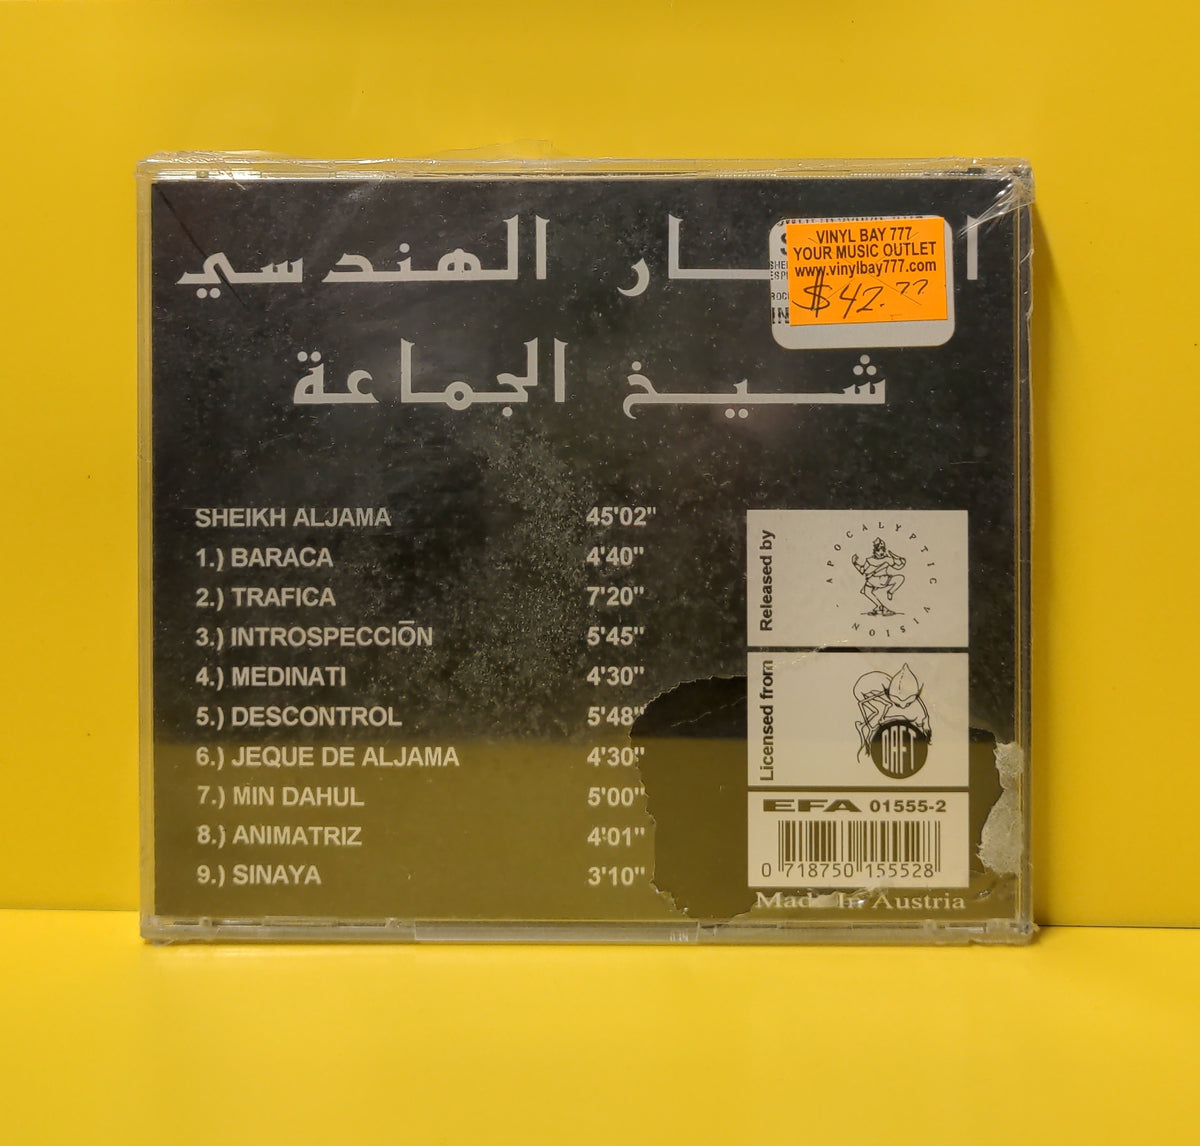 الهندسي
شيخ الجماعة
VINYL BAY 777
YOUR MUSIC OUTLET
www.vinylbay777.com
$42.77
SHEIKH ALJAMA 45'02"
1.) BARACA 4'40"
2.) TRAFICA 7'20"
3.) INTROSPECCIŌN 5'45"
4.) MEDINATI 4'30"
5.) DESCONTROL 5'48"
6.) JEQUE DE ALJAMA 4'30"
7.) MIN DAHUL 5'00"
8.) ANIMATRIZ 4'01"
9.) SINAYA 3'10"
Released by
APOCALYPTIC VISION
Licensed from
DAFT
EFA 01555-2
0 718750 155528
Made In Austria